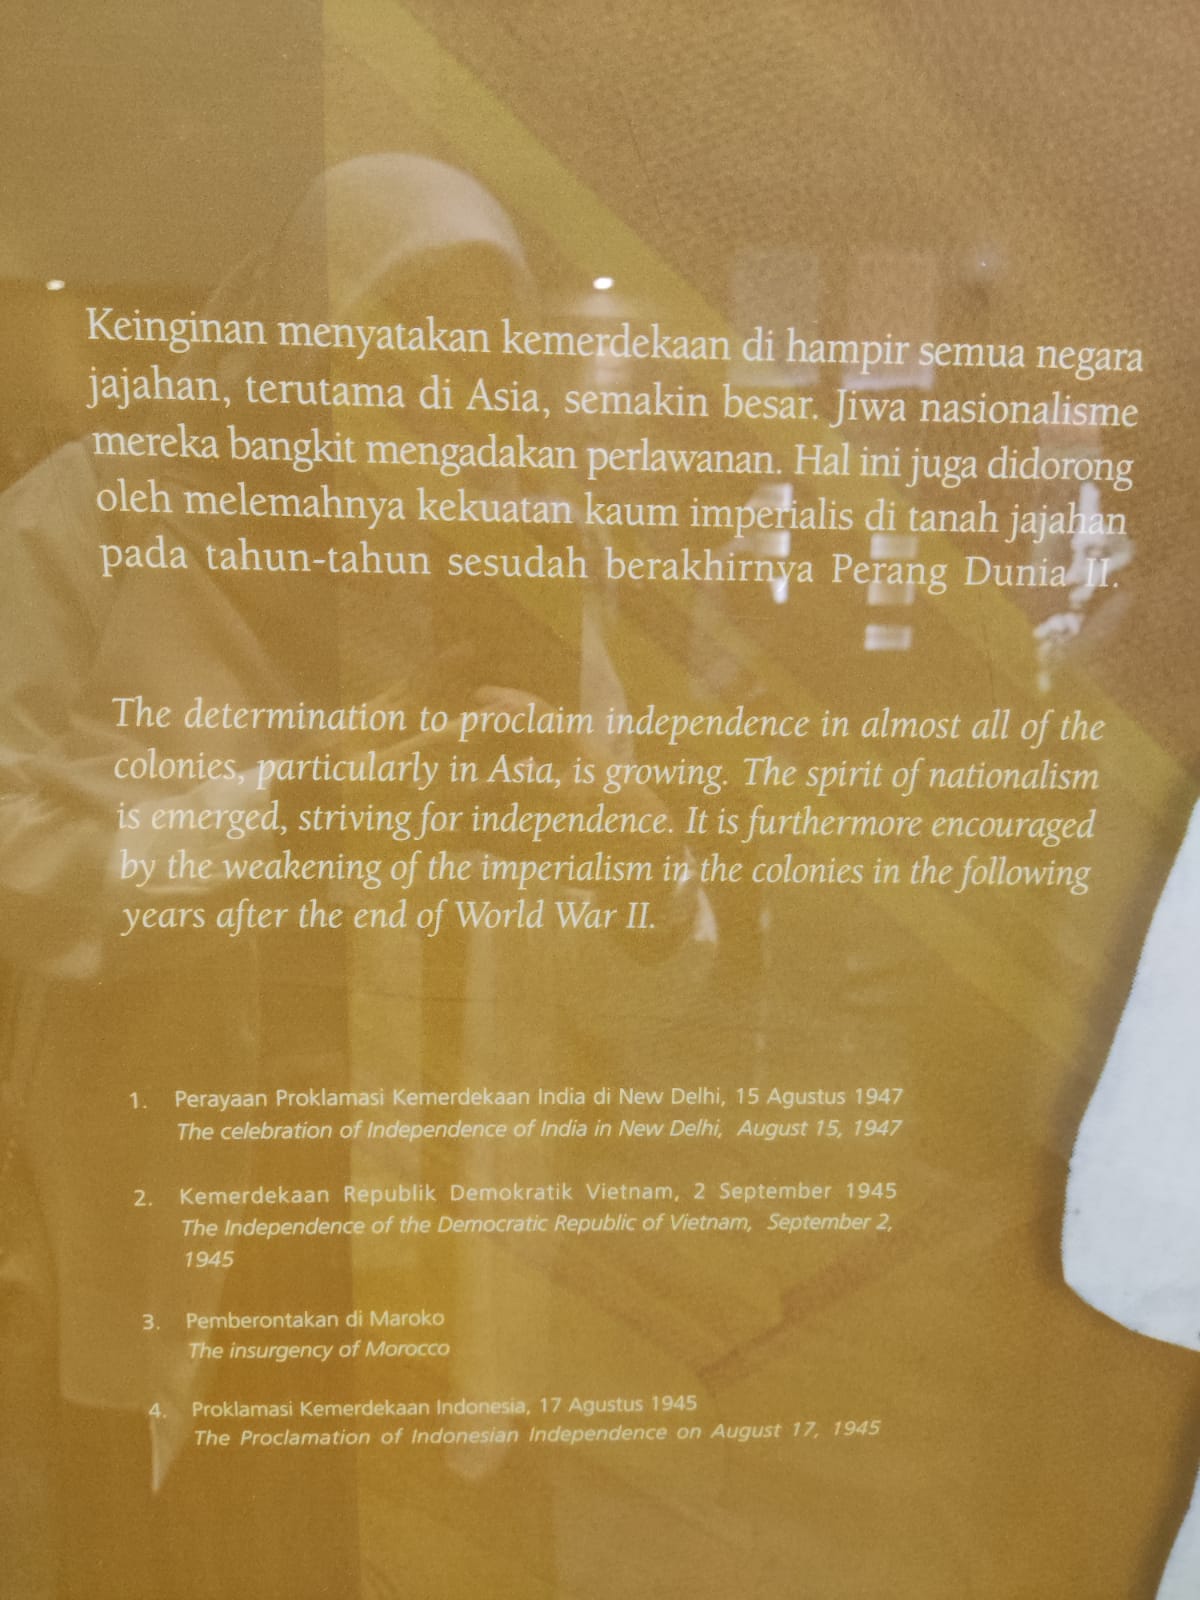 Keinginan menyatakan kemerdekaan di hampir semua negara
jajahan, terutama di Asia, semakin besar. Jiwa nasionalisme
mereka bangkit mengadakan perlawanan. Hal ini juga didorong
oleh melemahnya kekuatan kaum imperialis di tanah jajahan
pada tahun-tahun sesudah berakhirnya Perang Dunia II.
The determination to proclaim independence in almost all of the
colonies, particularly in Asia, is growing. The spirit of nationalism
is emerged, striving for independence. It is furthermore encouraged
by the weakening of the imperialism in the colonies in the following
years after the end of World War II.
1. Perayaan Proklamasi Kemerdekaan India di New Delhi, 15 Agustus 1947
The celebration of Independence of India in New Delhi, August 15, 1947
2. Kemerdekaan Republik Demokratik Vietnam, 2 September 1945
The Independence of the Democratic Republic of Vietnam, September 2,
1945
3. Pemberontakan di Maroko
The insurgency of Morocco
4. Proklamasi Kemerdekaan Indonesia, 17 Agustus 1945
The Proclamation of Indonesian Independence on August 17, 1945